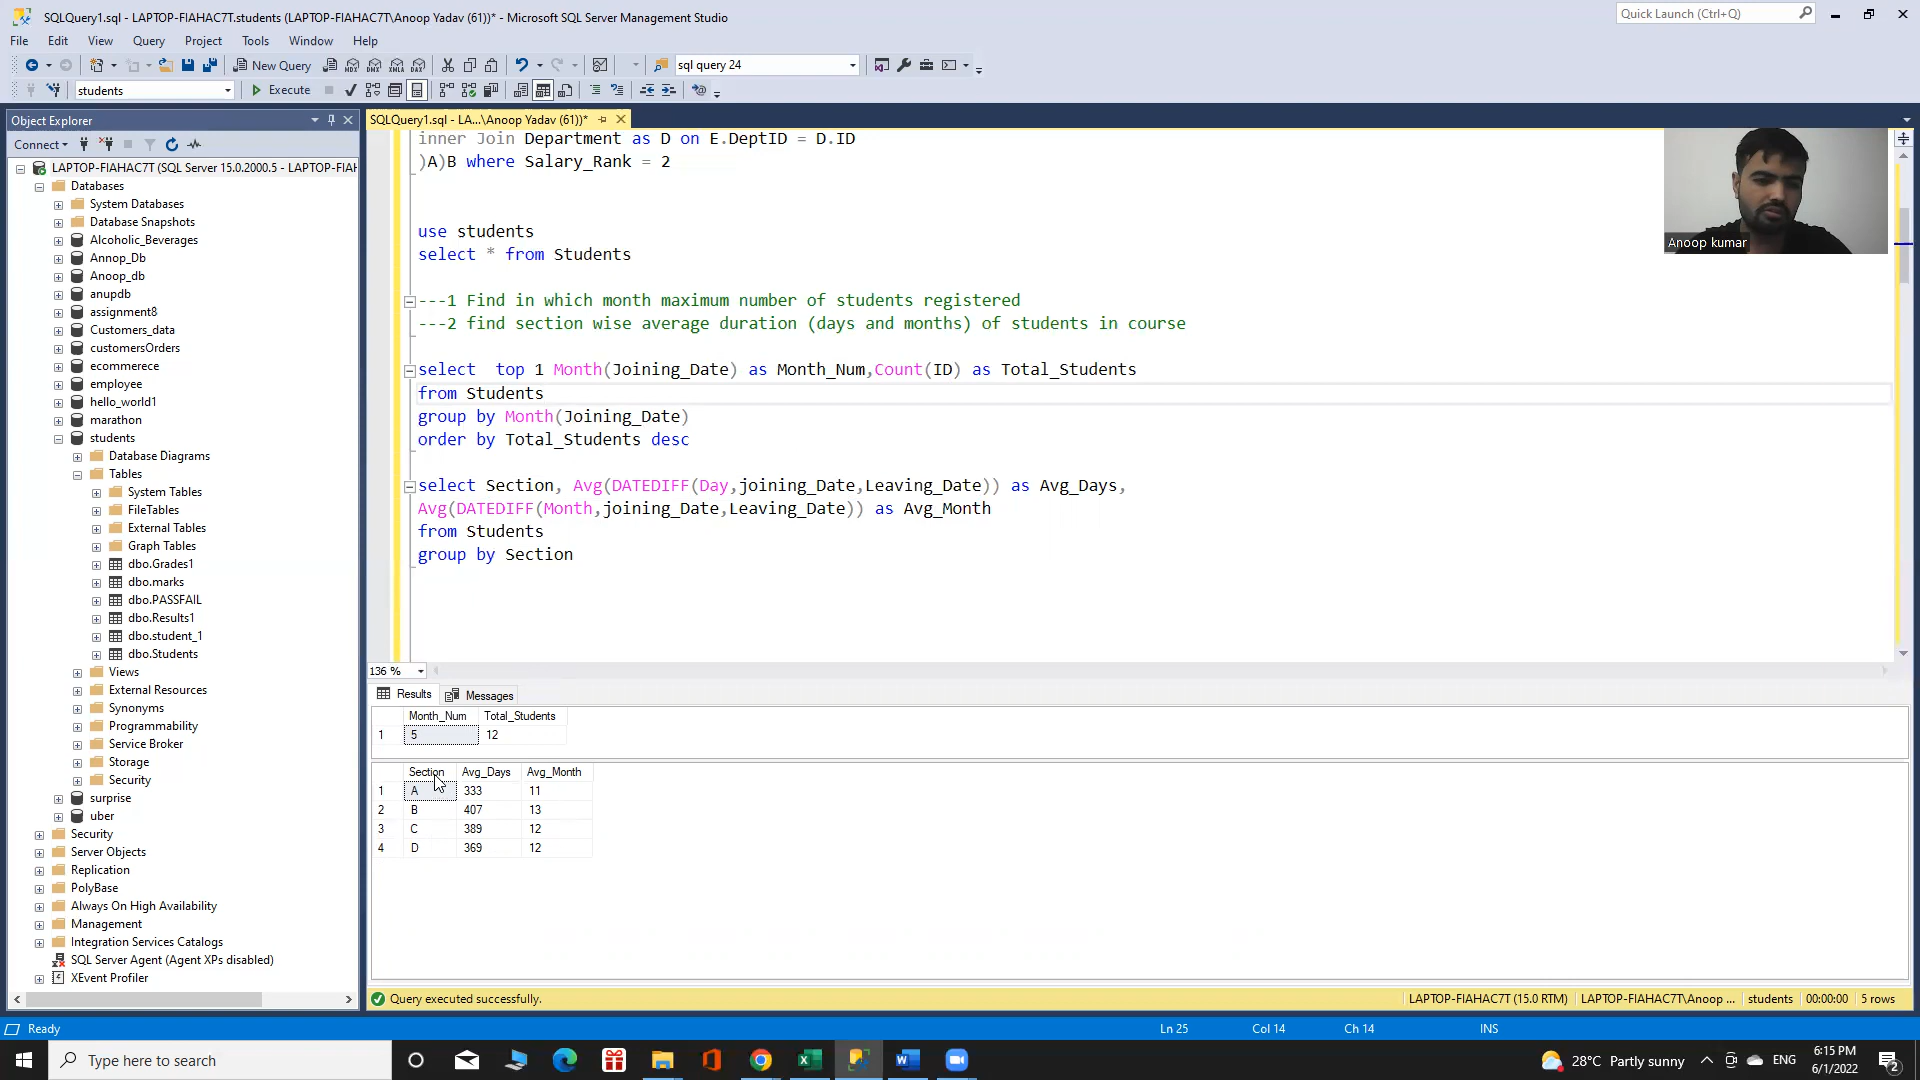 SQLQuery1.sql - LAPTOP-FIAHAC7T.students (LAPTOP-FIAHAC7T\Anoop Yadav (61))* - Microsoft SQL Server Management Studio
Quick Launch (Ctrl+Q)
File Edit View Query Project Tools Window Help
New Query
MDX DMX XMLA DAX
sql query 24
students
Execute
Object Explorer
SQLQuery1.sql - LA...\Anoop Yadav (61))*
Connect
LAPTOP-FIAHAC7T (SQL Server 15.0.2000.5 - LAPTOP-FIAH
Databases
System Databases
Database Snapshots
Alcoholic_Beverages
Annop_Db
Anoop_db
anupdb
assignment8
Customers_data
customersOrders
ecommerece
employee
hello_world1
marathon
students
Database Diagrams
Tables
System Tables
FileTables
External Tables
Graph Tables
dbo.Grades1
dbo.marks
dbo.PASSFAIL
dbo.Results1
dbo.student_1
dbo.Students
Views
External Resources
Synonyms
Programmability
Service Broker
Storage
Security
surprise
uber
Security
Server Objects
Replication
PolyBase
Always On High Availability
Management
Integration Services Catalogs
SQL Server Agent (Agent XPs disabled)
XEvent Profiler
inner Join Department as D on E.DeptID = D.ID
)A)B where Salary_Rank = 2
use students
select * from Students
---1 Find in which month maximum number of students registered
---2 find section wise average duration (days and months) of students in course
select  top 1 Month(Joining_Date) as Month_Num,Count(ID) as Total_Students
from Students
group by Month(Joining_Date)
order by Total_Students desc
select Section, Avg(DATEDIFF(Day,joining_Date,Leaving_Date)) as Avg_Days,
Avg(DATEDIFF(Month,joining_Date,Leaving_Date)) as Avg_Month
from Students
group by Section
Anoop kumar
136 %
Results Messages
Month_Num Total_Students
1 5 12
Section Avg_Days Avg_Month
1 A 333 11
2 B 407 13
3 C 389 12
4 D 369 12
Query executed successfully.
LAPTOP-FIAHAC7T (15.0 RTM) LAPTOP-FIAHAC7T\Anoop ... students 00:00:00 5 rows
Ready
Ln 25 Col 14 Ch 14 INS
Type here to search
28°C Partly sunny
ENG
6:15 PM
6/1/2022
2